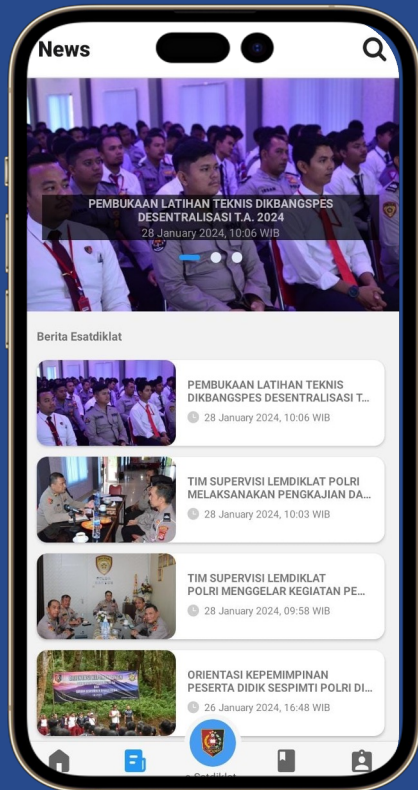 News
PEMBUKAAN LATIHAN TEKNIS DIKBANGSPES
DESENTRALISASI T.A. 2024
28 January 2024, 10:06 WIB
Berita Esatdiklat
PEMBUKAAN LATIHAN TEKNIS
DIKBANGSPES DESENTRALISASI T...
28 January 2024, 10:06 WIB
TIM SUPERVISI LEMDIKLAT POLRI
MELAKSANAKAN PENGKAJIAN DA...
28 January 2024, 10:03 WIB
TIM SUPERVISI LEMDIKLAT
POLRI MENGGELAR KEGIATAN PE...
28 January 2024, 09:58 WIB
ORIENTASI KEPEMIMPINAN
PESERTA DIDIK SESPIMTI POLRI DI...
26 January 2024, 16:48 WIB